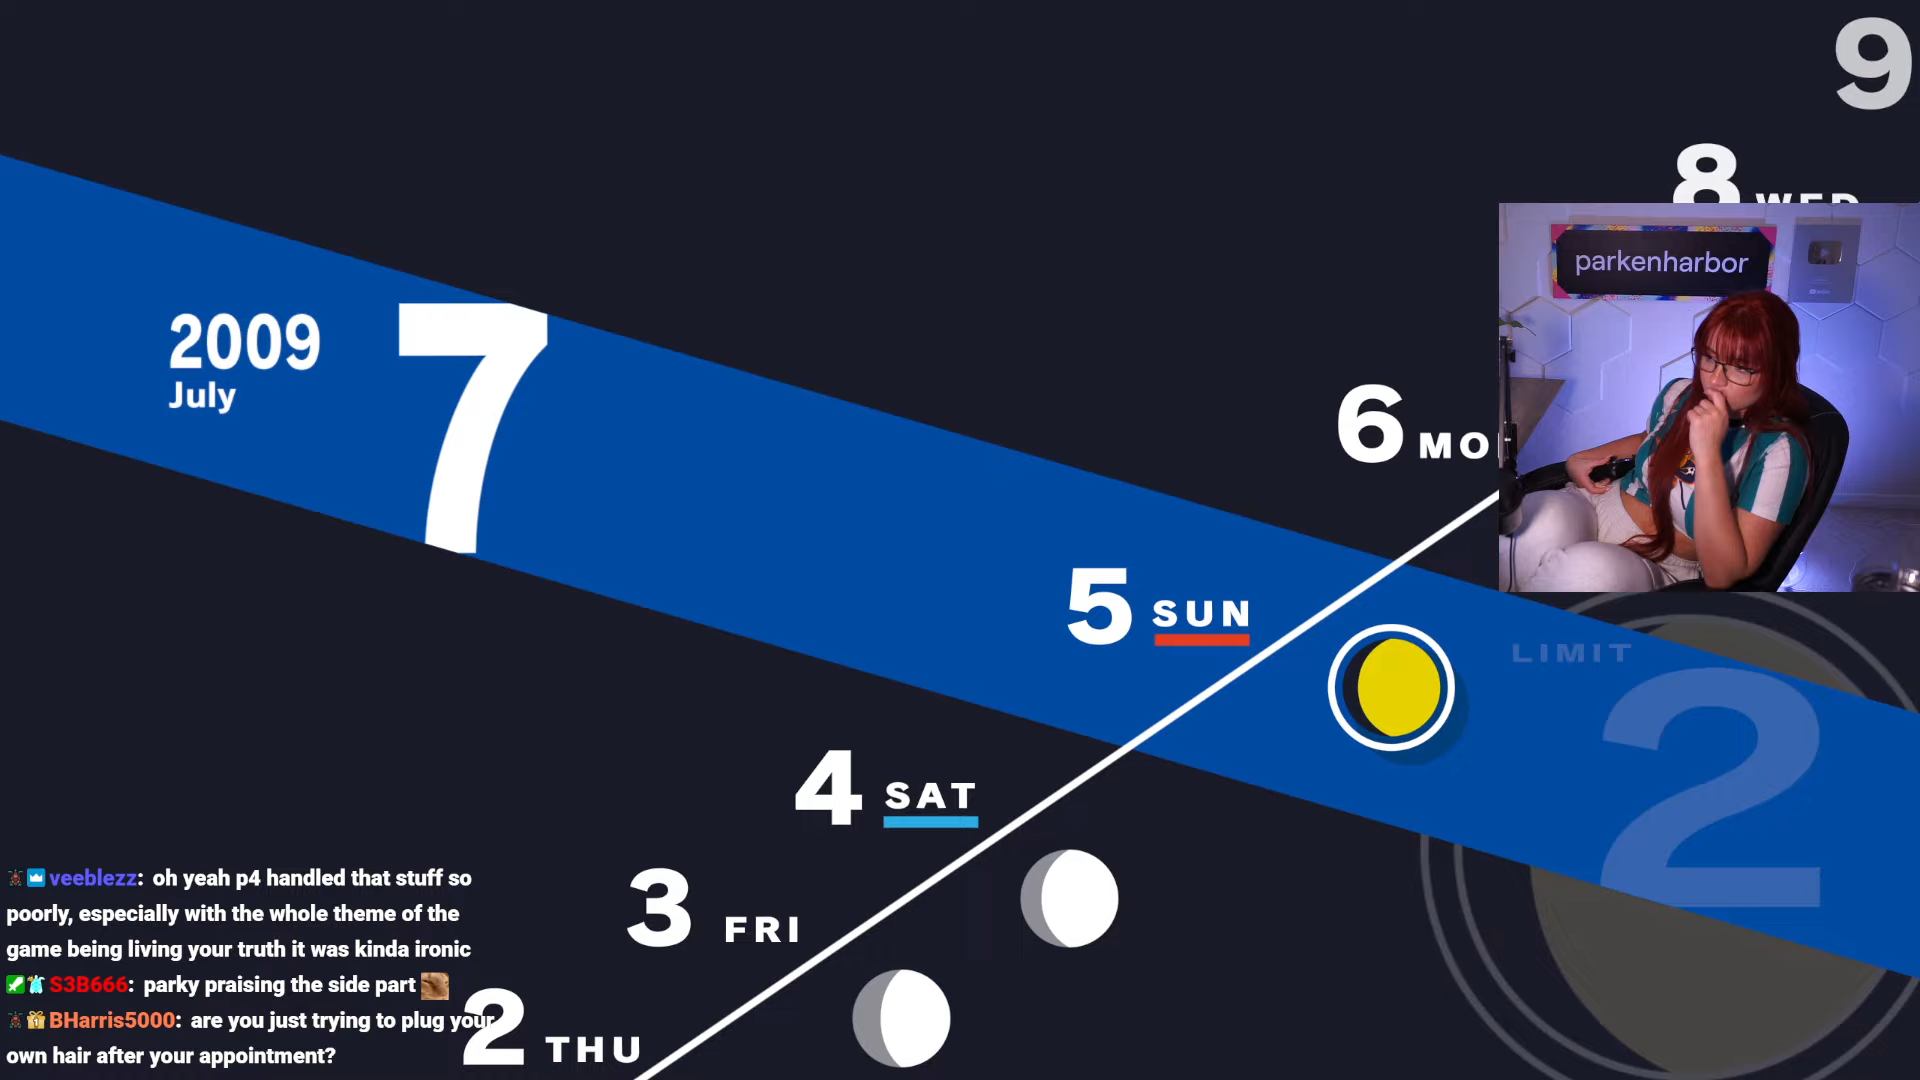 9
8 WED
parkenharbor
2009
July
7
6 MO
5 SUN
LIMIT
2
4 SAT
3 FRI
2 THU
veeblezz: oh yeah p4 handled that stuff so
poorly, especially with the whole theme of the
game being living your truth it was kinda ironic
S3B666: parky praising the side part
BHarris5000: are you just trying to plug your
own hair after your appointment?